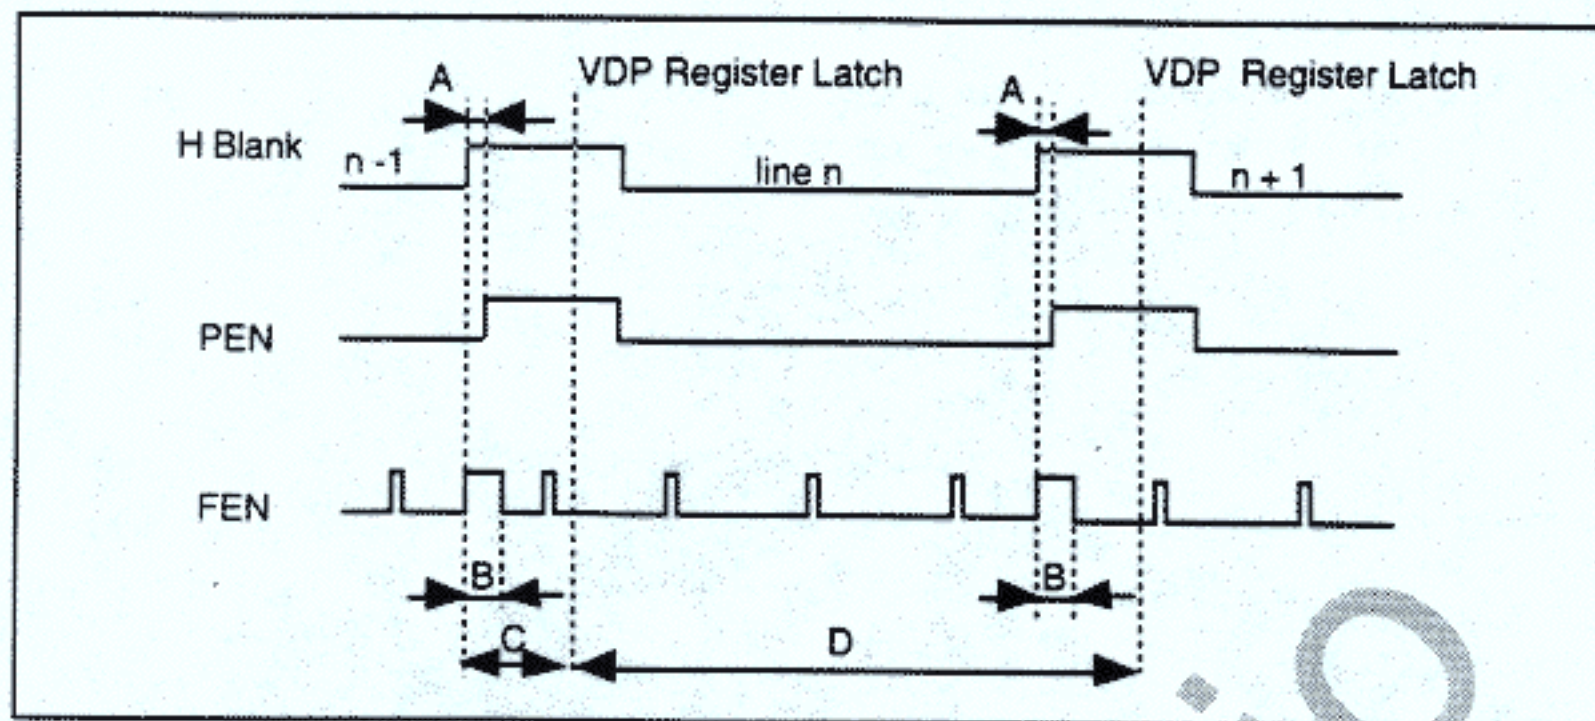 A VDP Register Latch A VDP Register Latch
H Blank n -1 line n n + 1
PEN
FEN
B B
C D